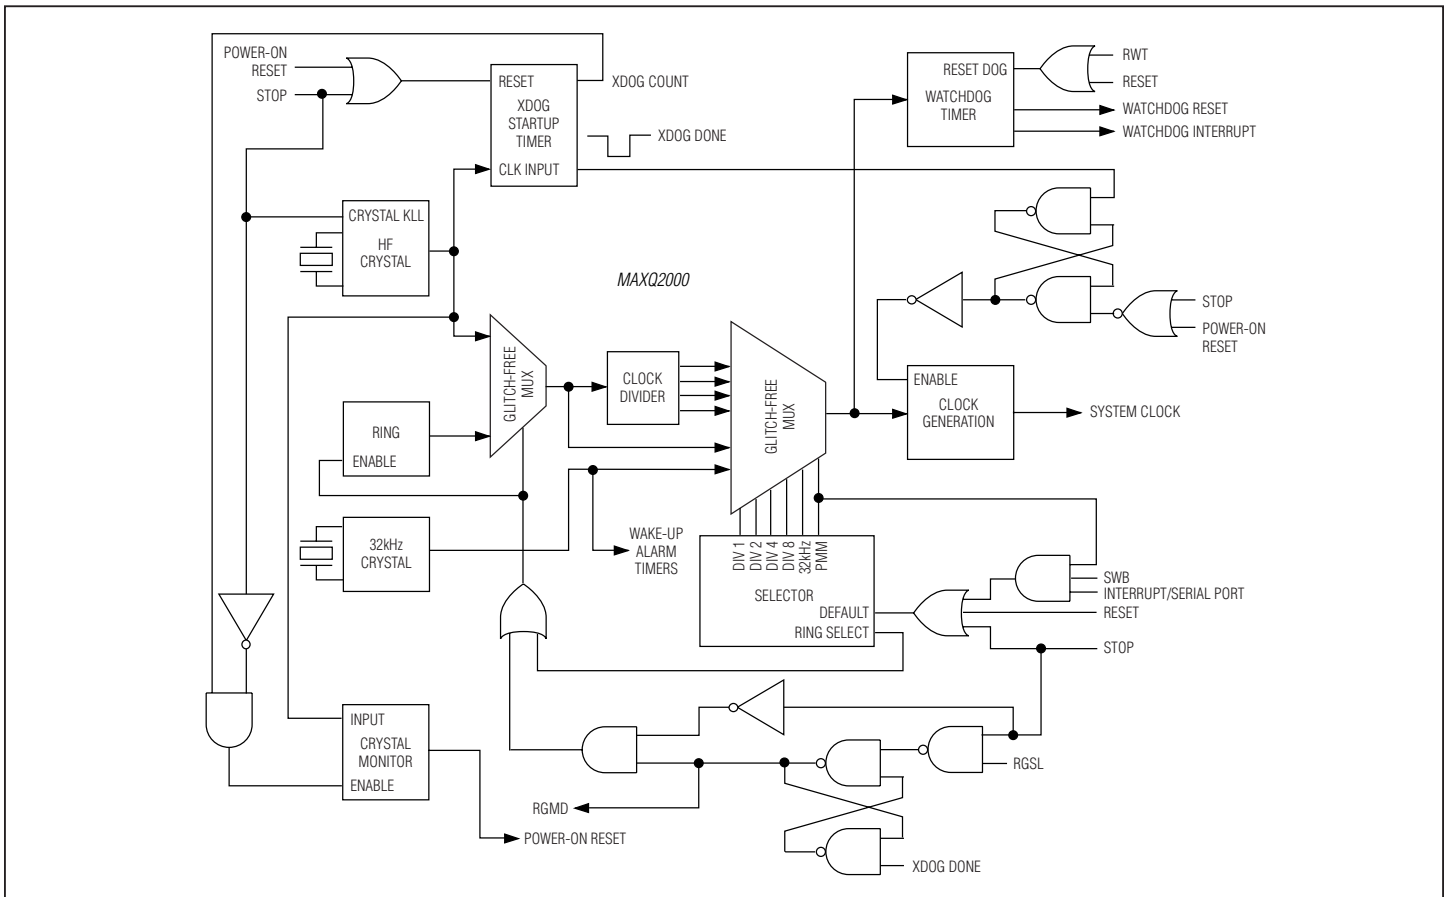 POWER-ON
RESET
STOP
RESET
XDOG
STARTUP
TIMER
CLK INPUT
XDOG COUNT
XDOG DONE
RESET DOG
WATCHDOG
TIMER
RWT
RESET
WATCHDOG RESET
WATCHDOG INTERRUPT
CRYSTAL KLL
HF
CRYSTAL
MAXQ2000
STOP
POWER-ON
RESET
GLITCH-FREE
MUX
CLOCK
DIVIDER
GLITCH-FREE
MUX
ENABLE
CLOCK
GENERATION
SYSTEM CLOCK
RING
ENABLE
32kHz
CRYSTAL
WAKE-UP
ALARM
TIMERS
DIV 1
DIV 2
DIV 4
DIV 8
32kHz
PMM
SELECTOR
DEFAULT
RING SELECT
SWB
INTERRUPT/SERIAL PORT
RESET
STOP
INPUT
CRYSTAL
MONITOR
ENABLE
RGSL
RGMD
POWER-ON RESET
XDOG DONE